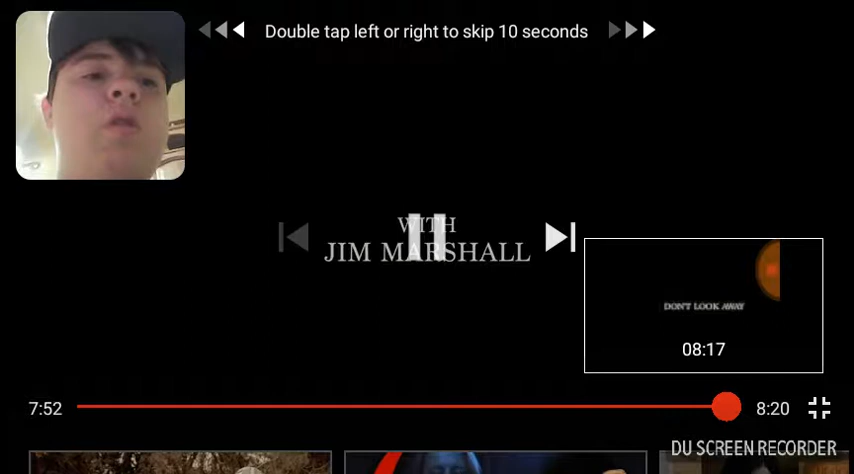 Double tap left or right to skip 10 seconds
WITH
JIM MARSHALL
DON'T LOOK AWAY
08:17
7:52
8:20
DU SCREEN RECORDER